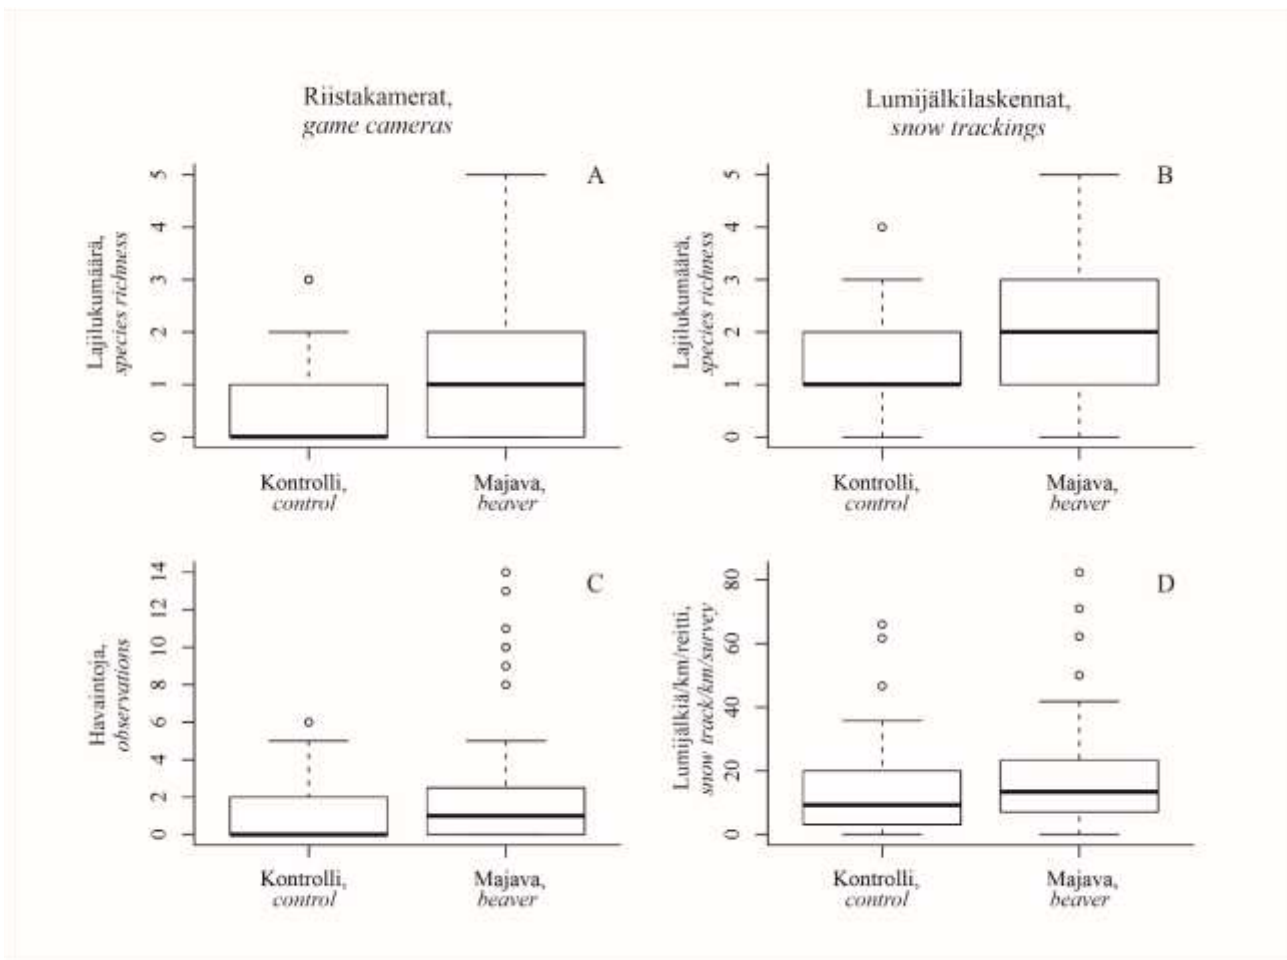 Riistakamerat,
game cameras
Lumijälkilaskennat,
snow trackings
A
Lajilukumäärä,
species richness
5
4
3
2
1
0
Kontrolli,
control
Majava,
beaver
B
Lajilukumäärä,
species richness
5
4
3
2
1
0
Kontrolli,
control
Majava,
beaver
C
Havaintoja,
observations
14
12
10
8
6
4
2
0
Kontrolli,
control
Majava,
beaver
D
Lumijälkiä/km/reitti,
snow track/km/survey
80
60
40
20
0
Kontrolli,
control
Majava,
beaver